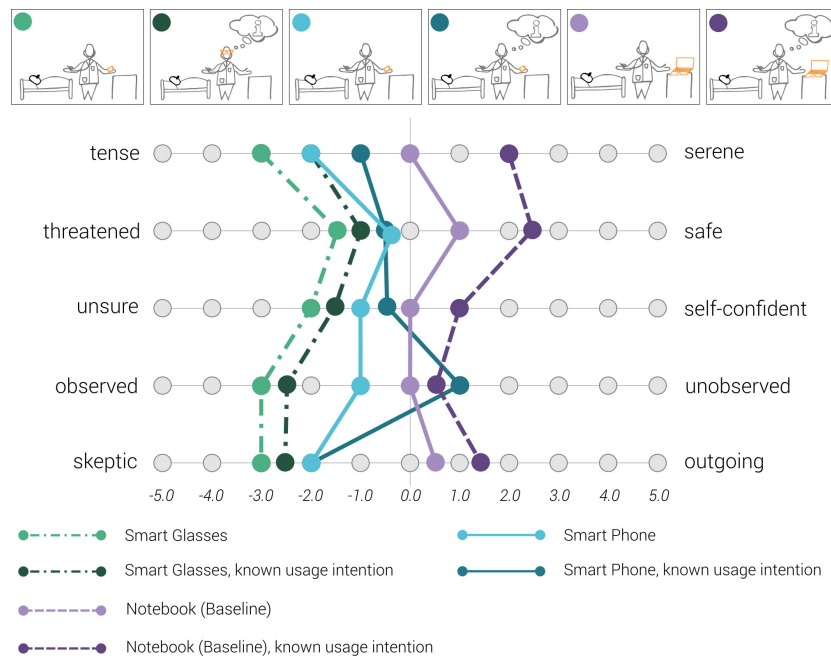 i
i
i
tense
serene
threatened
safe
unsure
self-confident
observed
unobserved
skeptic
outgoing
-5.0 -4.0 -3.0 -2.0 -1.0 0.0 1.0 2.0 3.0 4.0 5.0
Smart Glasses
Smart Phone
Smart Glasses, known usage intention
Smart Phone, known usage intention
Notebook (Baseline)
Notebook (Baseline), known usage intention